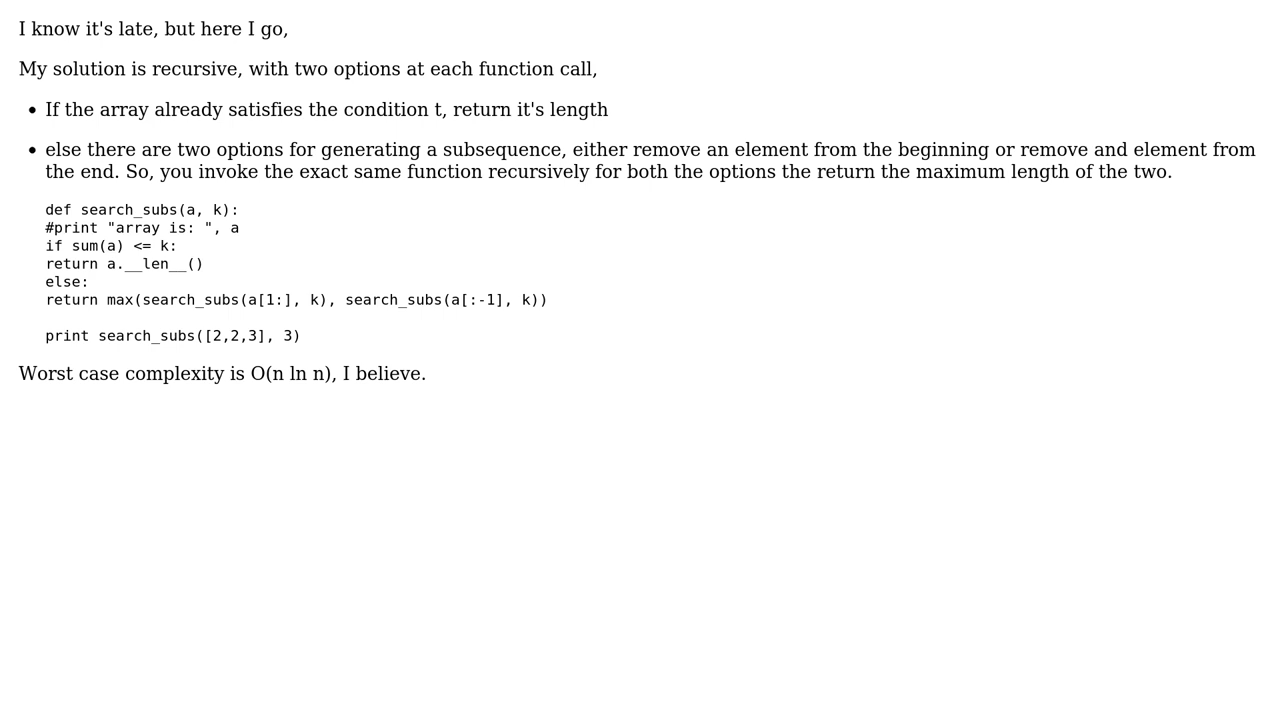 I know it's late, but here I go,
My solution is recursive, with two options at each function call,
• If the array already satisfies the condition t, return it's length
• else there are two options for generating a subsequence, either remove an element from the beginning or remove and element from
the end. So, you invoke the exact same function recursively for both the options the return the maximum length of the two.
def search_subs(a, k):
#print "array is: ", a
if sum(a) <= k:
return a.__len__()
else:
return max(search_subs(a[1:], k), search_subs(a[:-1], k))
print search_subs([2,2,3], 3)
Worst case complexity is O(n ln n), I believe.